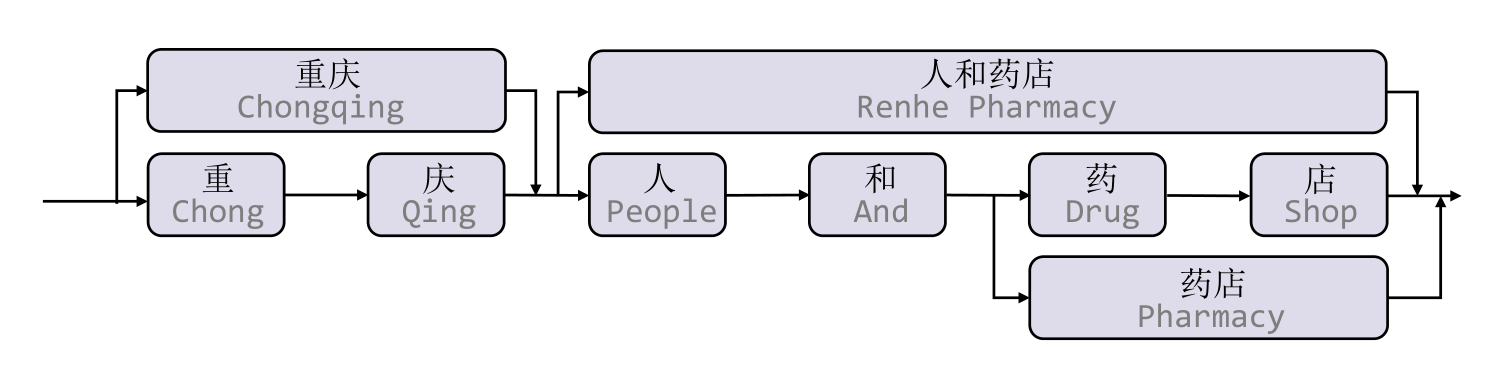 重庆
Chongqing
人和药店
Renhe Pharmacy
重
Chong
庆
Qing
人
People
和
And
药
Drug
店
Shop
药店
Pharmacy